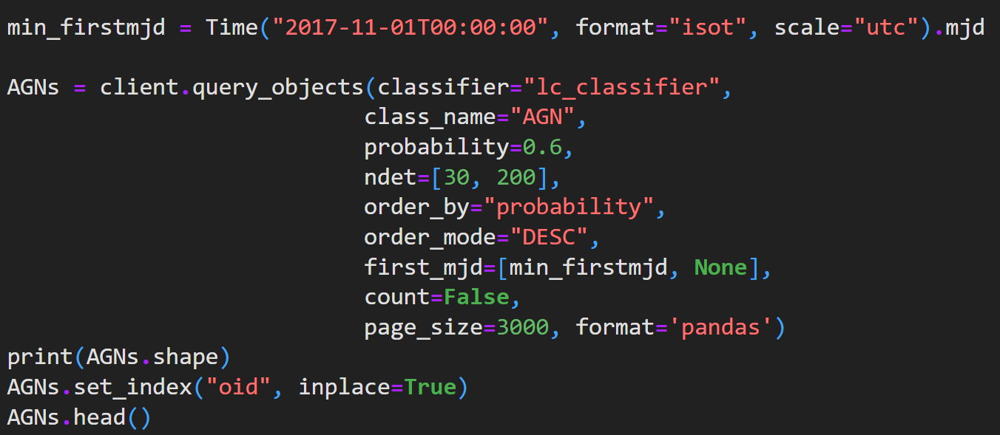 min_firstmjd = Time("2017-11-01T00:00:00", format="isot", scale="utc").mjd
AGNs = client.query_objects(classifier="lc_classifier",
class_name="AGN",
probability=0.6,
ndet=[30, 200],
order_by="probability",
order_mode="DESC",
first_mjd=[min_firstmjd, None],
count=False,
page_size=3000, format='pandas')
print(AGNs.shape)
AGNs.set_index("oid", inplace=True)
AGNs.head()